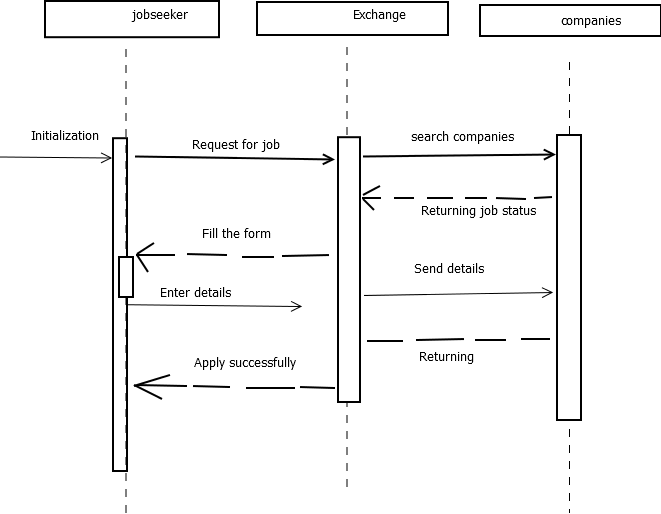 jobseeker
Exchange
companies
Initialization
Request for job
search companies
Returning job status
Fill the form
Send details
Enter details
Returning
Apply successfully